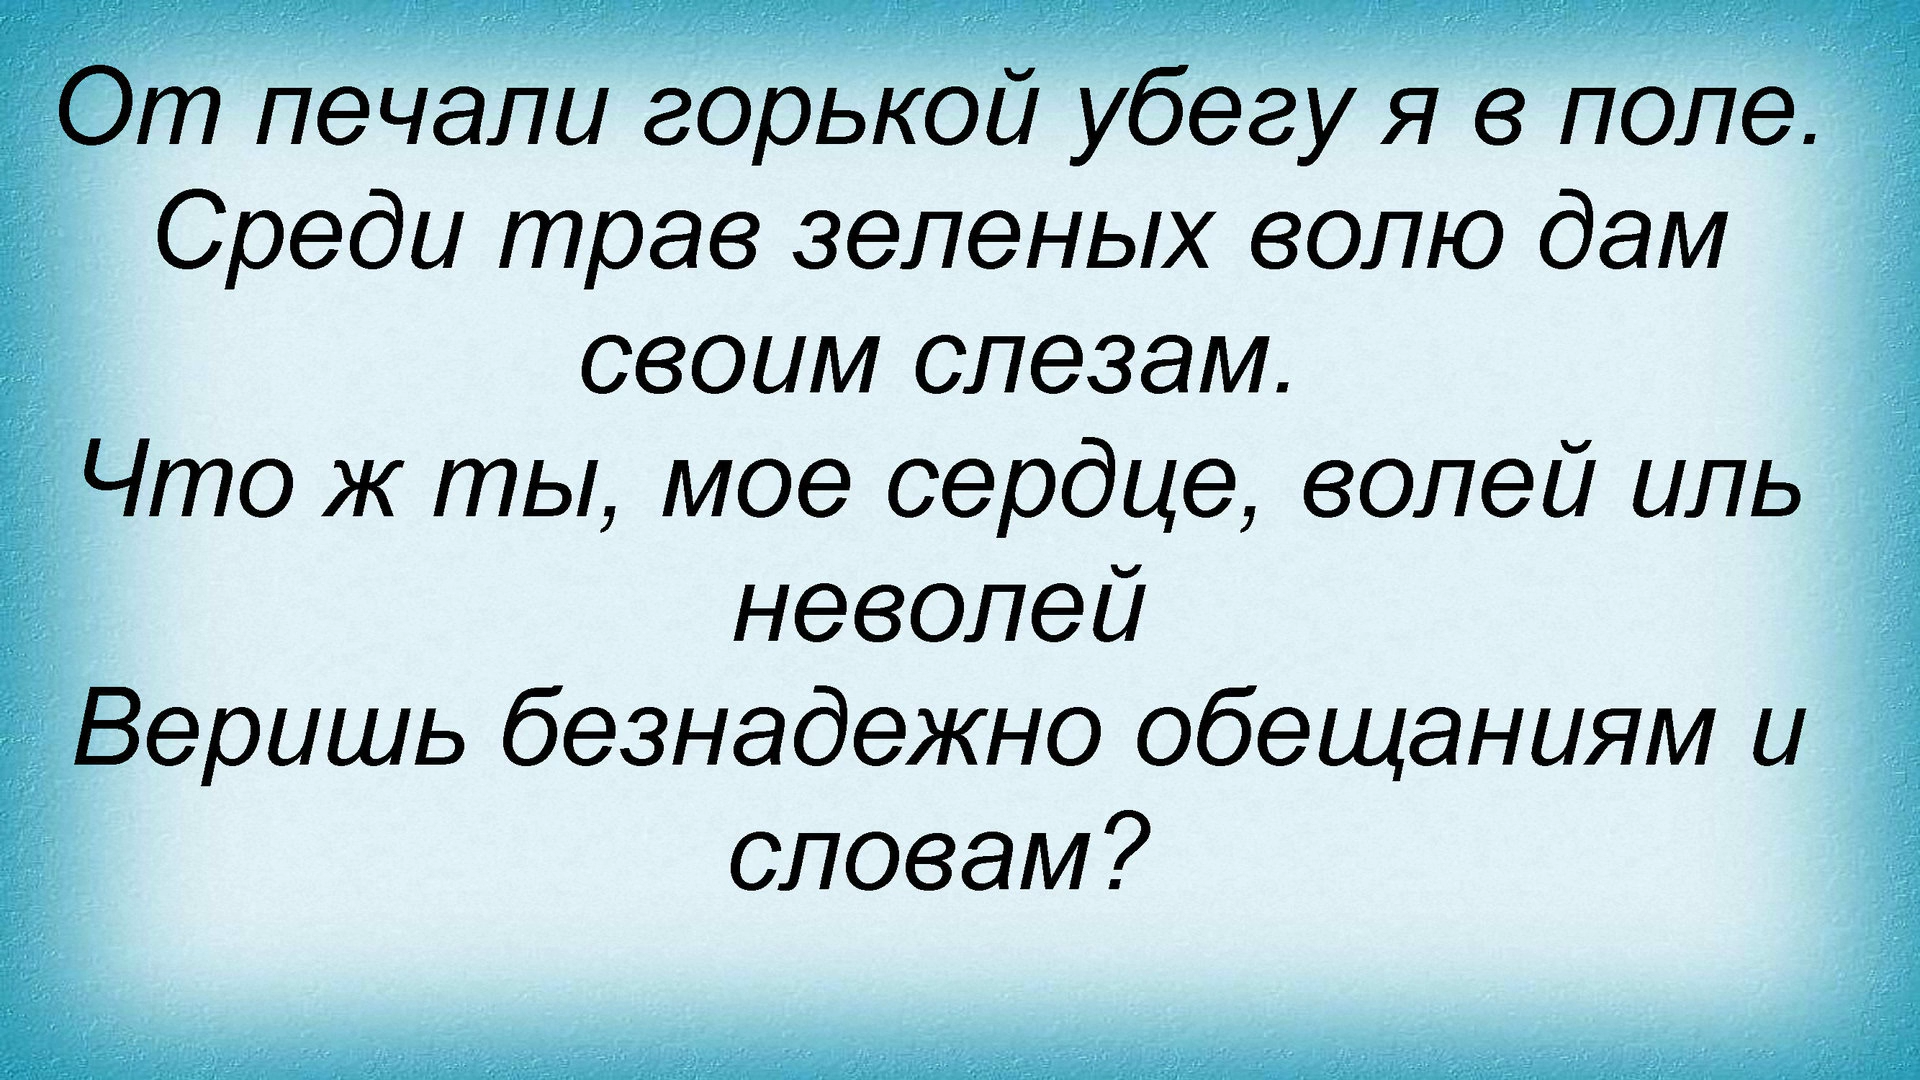 От печали горькой убегу я в поле.
Среди трав зеленых волю дам
своим слезам.
Что ж ты, мое сердце, волей иль
неволей
Веришь безнадежно обещаниям и
словам?